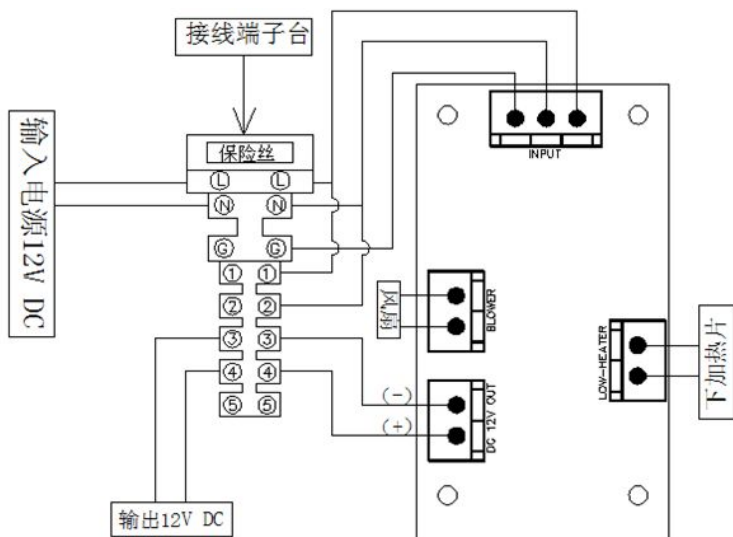 接线端子台
保险丝
L L
N N
G G
1 1
2 2
3 3
4 4
5 5
输入电源12V DC
INPUT
风扇
BLOWER
LOW-HEATER
下加热片
(-)
(+)
DC 12V OUT
输出12V DC